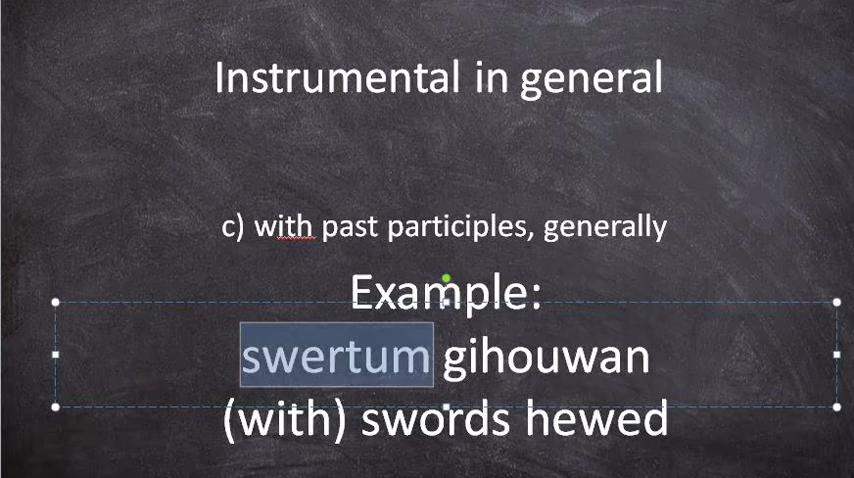 Instrumental in general
c) with past participles, generally
Example:
swertum gihouwan
(with) swords hewed